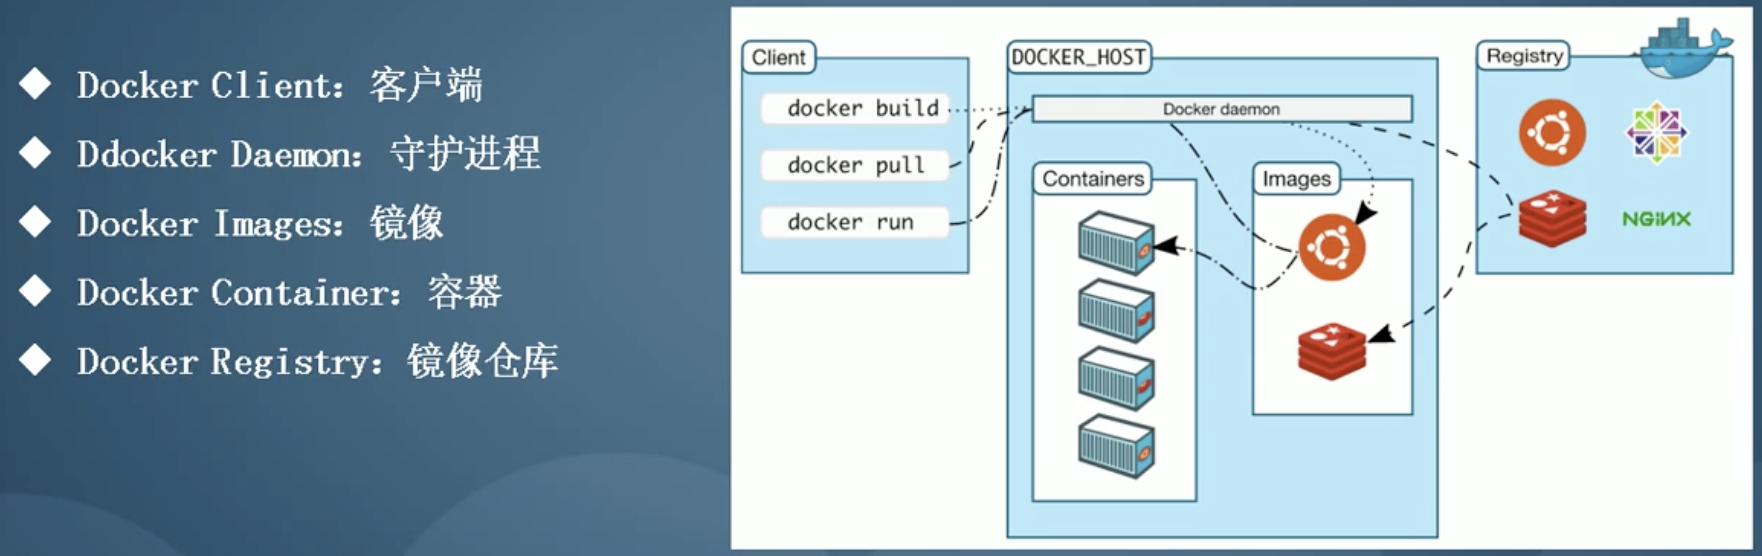 Docker Client：客户端
Ddocker Daemon：守护进程
Docker Images：镜像
Docker Container：容器
Docker Registry：镜像仓库
Client
docker build
docker pull
docker run
DOCKER_HOST
Docker daemon
Containers
Images
Registry
NGINX